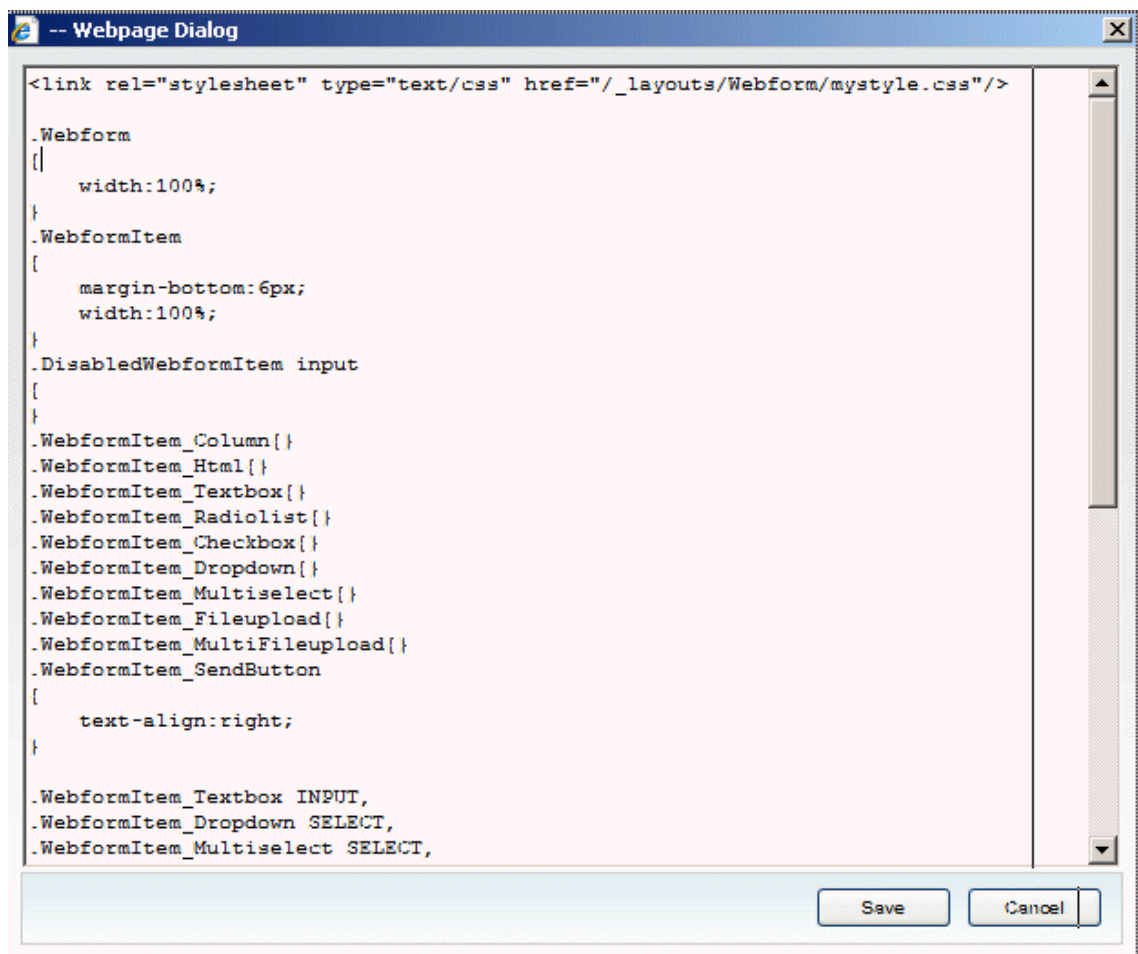 -- Webpage Dialog
<link rel="stylesheet" type="text/css" href="/_layouts/Webform/mystyle.css"/>
.Webform
{
width:100%;
}
.WebformItem
{
margin-bottom:6px;
width:100%;
}
.DisabledWebformItem input
{
}
.WebformItem_Column{}
.WebformItem_Html{}
.WebformItem_Textbox{}
.WebformItem_Radiolist{}
.WebformItem_Checkbox{}
.WebformItem_Dropdown{}
.WebformItem_Multiselect{}
.WebformItem_Fileupload{}
.WebformItem_MultiFileupload{}
.WebformItem_SendButton
{
text-align:right;
}
.WebformItem_Textbox INPUT,
.WebformItem_Dropdown SELECT,
.WebformItem_Multiselect SELECT,
Save Cancel